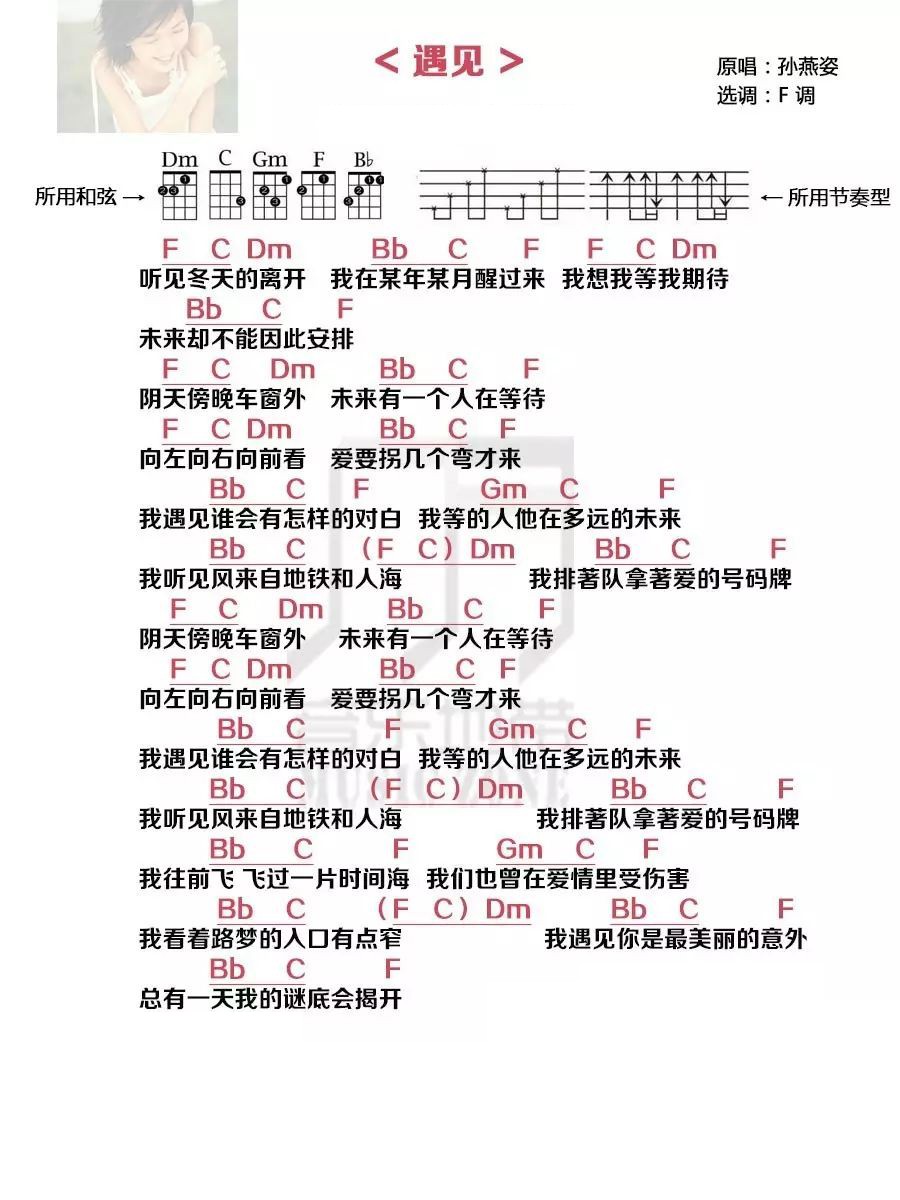 < 遇见 >
原唱：孙燕姿
选调：F 调
Dm C Gm F B♭
所用和弦→
←所用节奏型
F C Dm Bb C F F C Dm
听见冬天的离开 我在某年某月醒过来 我想我等我期待
Bb C F
未来却不能因此安排
F C Dm Bb C F
阴天傍晚车窗外 未来有一个人在等待
F C Dm Bb C F
向左向右向前看 爱要拐几个弯才来
Bb C F Gm C F
我遇见谁会有怎样的对白 我等的人他在多远的未来
Bb C (F C) Dm Bb C F
我听见风来自地铁和人海 我排著队拿著爱的号码牌
F C Dm Bb C F
阴天傍晚车窗外 未来有一个人在等待
F C Dm Bb C F
向左向右向前看 爱要拐几个弯才来
Bb C F Gm C F
我遇见谁会有怎样的对白 我等的人他在多远的未来
Bb C (F C) Dm Bb C F
我听见风来自地铁和人海 我排著队拿著爱的号码牌
Bb C F Gm C F
我往前飞 飞过一片时间海 我们也曾在爱情里受伤害
Bb C (F C) Dm Bb C F
我看着路梦的入口有点窄 我遇见你是最美丽的意外
Bb C F
总有一天我的谜底会揭开